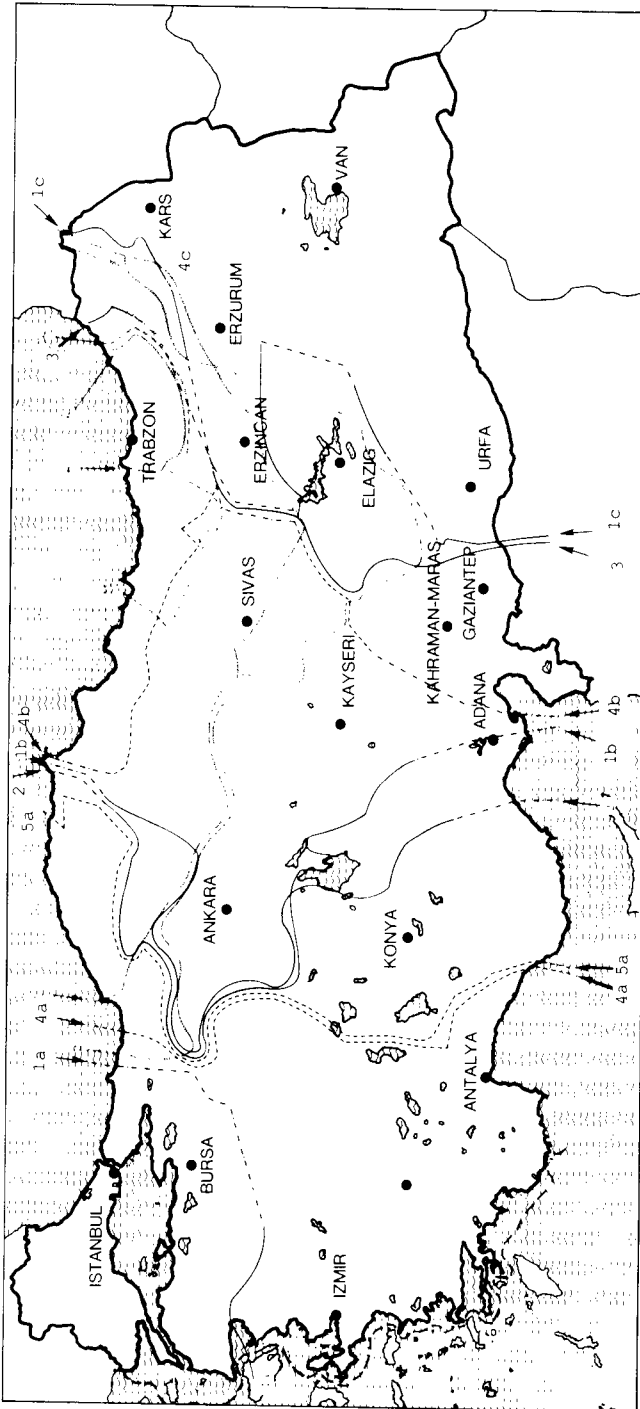 1a
4a
5a
2
1b
4b
3
1c
ISTANBUL
BURSA
IZMIR
ANKARA
KONYA
ANTALYA
SIVAS
KAYSERI
ADANA
TRABZON
ERZINCAN
ERZURUM
KARS
4c
VAN
ELAZIG
URFA
KAHRAMAN-MARAS
GAZIANTEP
4a 5a
1b
4b
3
1c